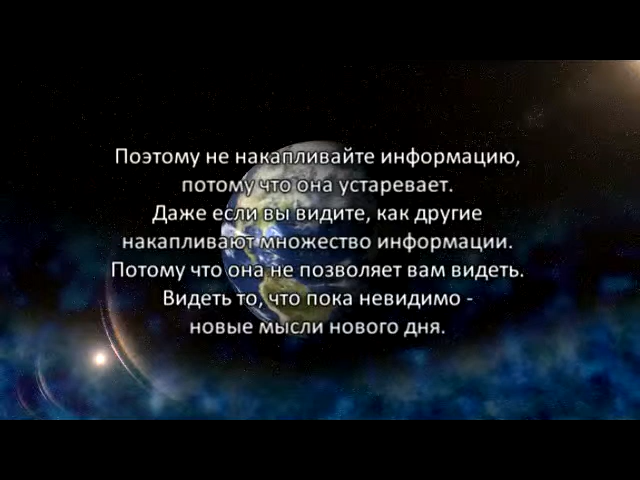 Поэтому не накапливайте информацию,
потому что она устаревает.
Даже если вы видите, как другие
накапливают множество информации.
Потому что она не позволяет вам видеть.
Видеть то, что пока невидимо -
новые мысли нового дня.